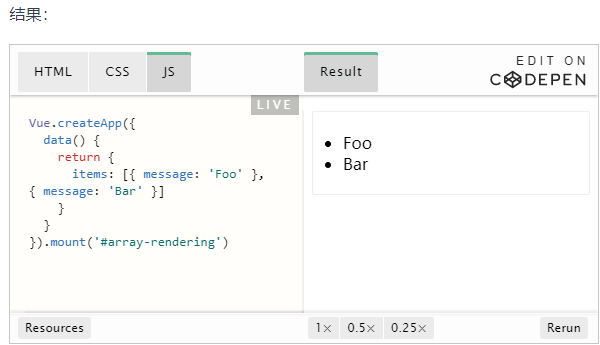 结果：
HTML CSS JS Result EDIT ON
CODEPEN
LIVE
Vue.createApp({
  data() {
    return {
      items: [{ message: 'Foo' },
{ message: 'Bar' }]
    }
  }
}).mount('#array-rendering')
Foo
Bar
Resources 1× 0.5× 0.25× Rerun